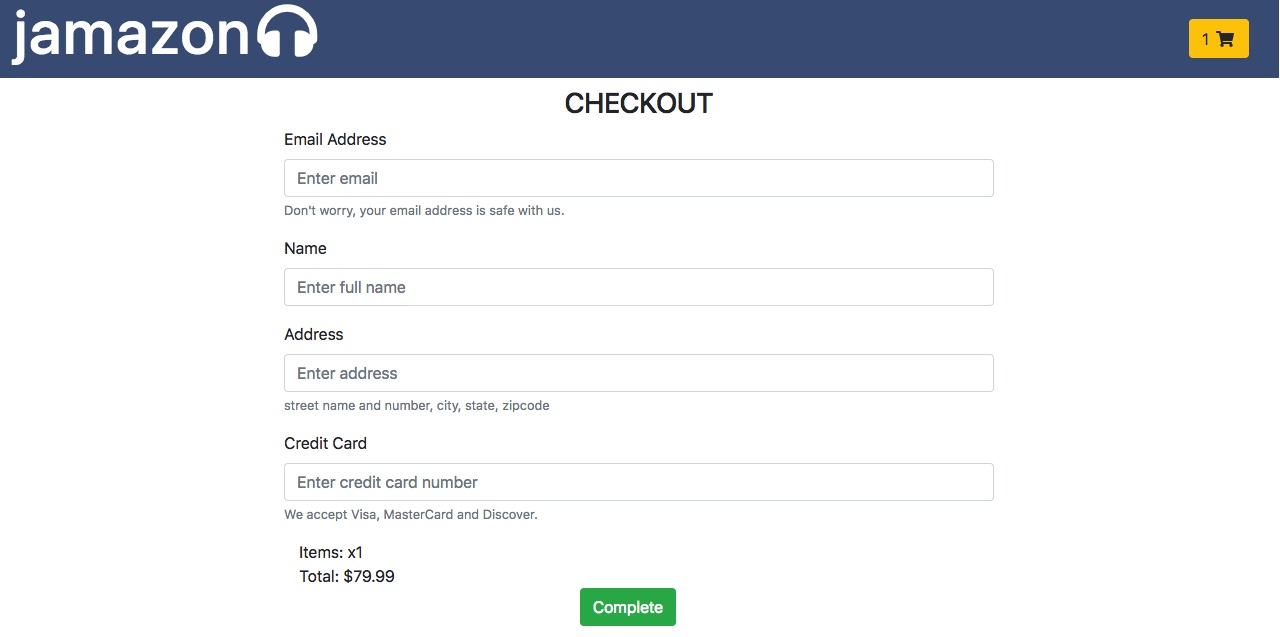 jamazon
1
CHECKOUT
Email Address
Enter email
Don't worry, your email address is safe with us.
Name
Enter full name
Address
Enter address
street name and number, city, state, zipcode
Credit Card
Enter credit card number
We accept Visa, MasterCard and Discover.
Items: x1
Total: $79.99
Complete